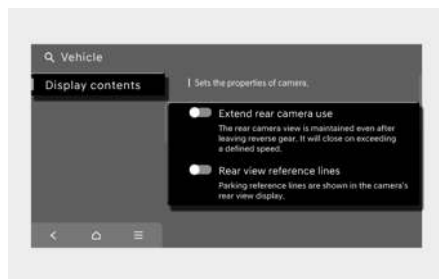 Vehicle
Display contents
Sets the properties of camera.
Extend rear camera use
The rear camera view is maintained even after
leaving reverse gear. It will close on exceeding
a defined speed.
Rear view reference lines
Parking reference lines are shown in the camera's
rear view display.